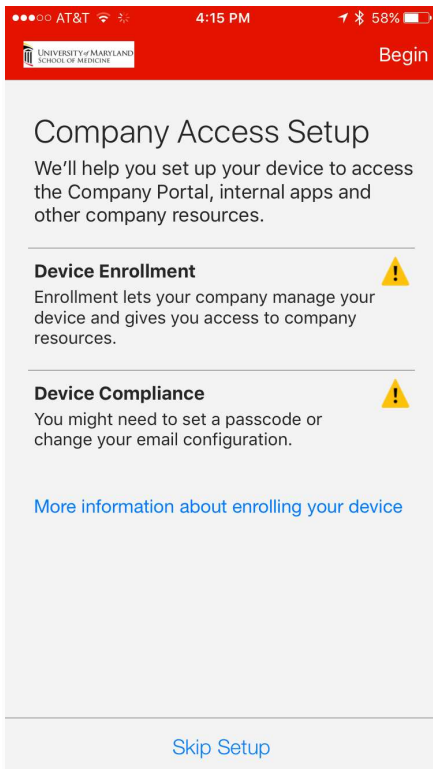 AT&T 4:15 PM 58%
UNIVERSITY of MARYLAND
SCHOOL OF MEDICINE
Begin
Company Access Setup
We'll help you set up your device to access
the Company Portal, internal apps and
other company resources.
Device Enrollment
Enrollment lets your company manage your
device and gives you access to company
resources.
Device Compliance
You might need to set a passcode or
change your email configuration.
More information about enrolling your device
Skip Setup